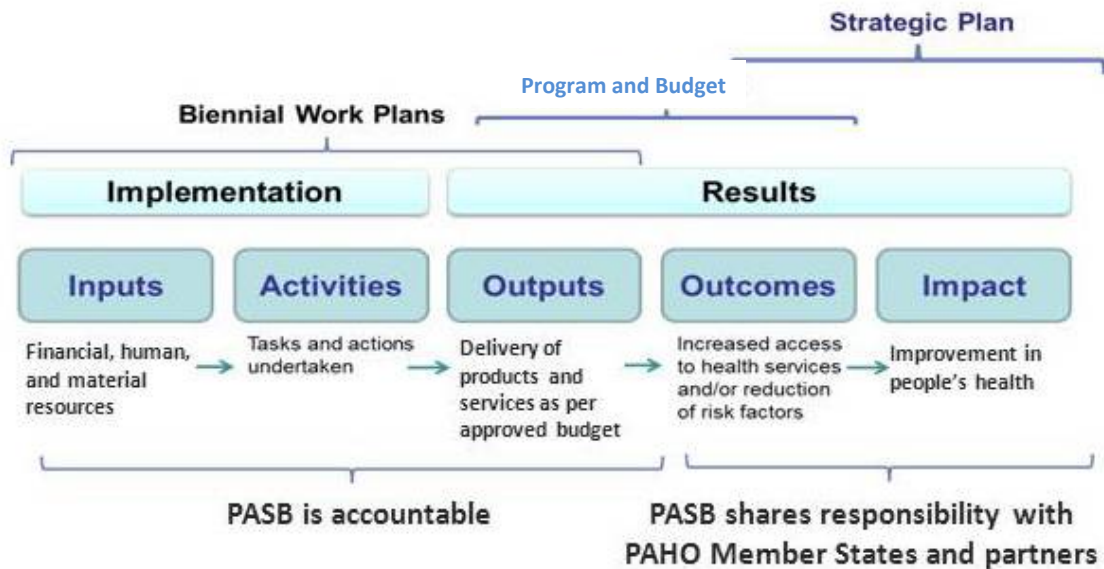 Strategic Plan
Program and Budget
Biennial Work Plans
Implementation
Results
Inputs
Activities
Outputs
Outcomes
Impact
Financial, human,
and material
resources
Tasks and actions
undertaken
Delivery of
products and
services as per
approved budget
Increased access
to health services
and/or reduction
of risk factors
Improvement in
people's health
PASB is accountable
PASB shares responsibility with
PAHO Member States and partners